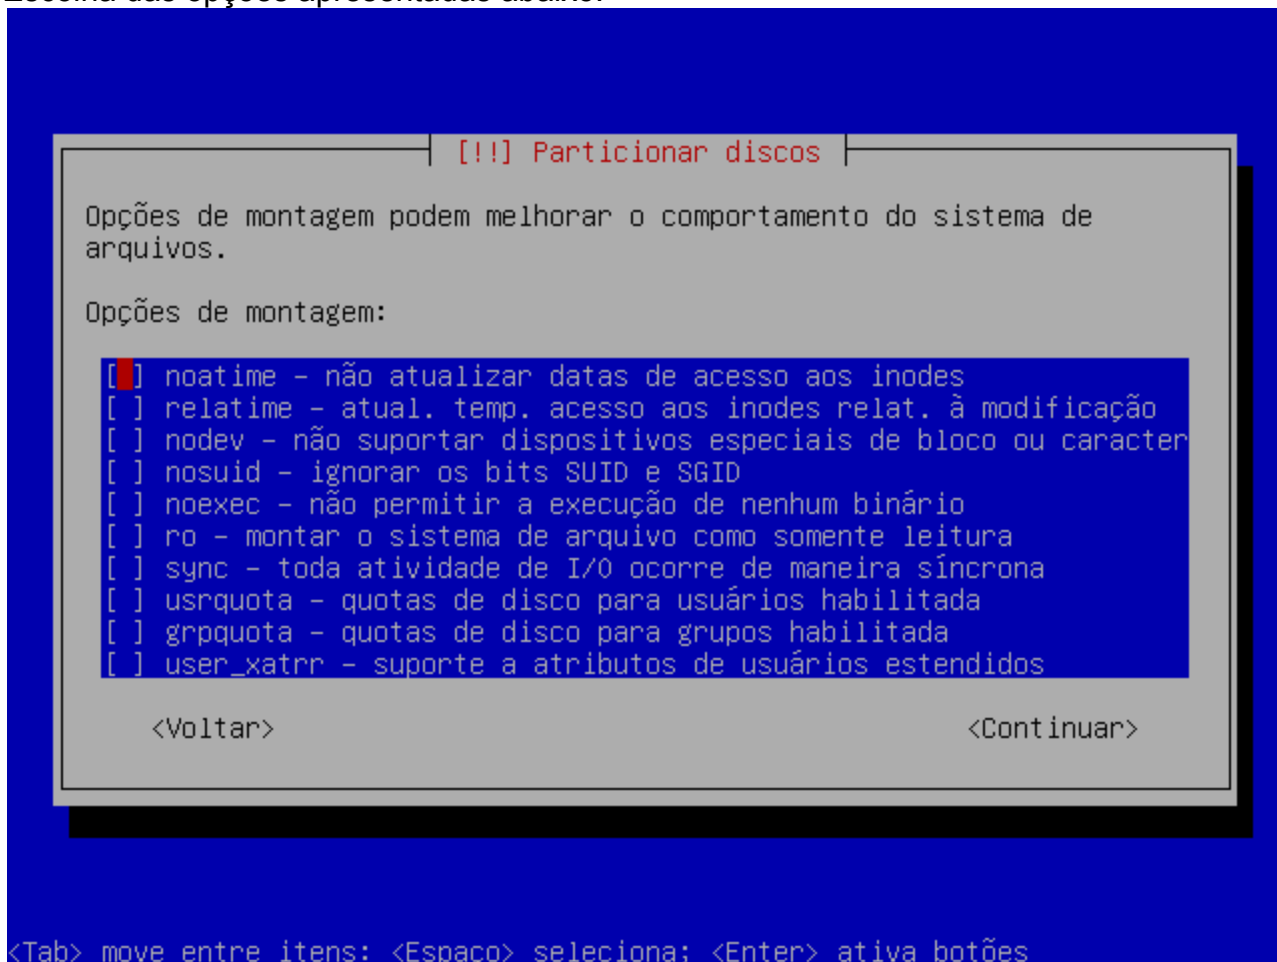 Escolha das opções apresentadas abaixo:
[!!] Particionar discos
Opções de montagem podem melhorar o comportamento do sistema de
arquivos.
Opções de montagem:
[ ] noatime – não atualizar datas de acesso aos inodes
[ ] relatime – atual. temp. acesso aos inodes relat. à modificação
[ ] nodev – não suportar dispositivos especiais de bloco ou caracter
[ ] nosuid – ignorar os bits SUID e SGID
[ ] noexec – não permitir a execução de nenhum binário
[ ] ro – montar o sistema de arquivo como somente leitura
[ ] sync – toda atividade de I/O ocorre de maneira síncrona
[ ] usrquota – quotas de disco para usuários habilitada
[ ] grpquota – quotas de disco para grupos habilitada
[ ] user_xatrr – suporte a atributos de usuários estendidos
<Voltar> <Continuar>
<Tab> move entre itens; <Espaço> seleciona; <Enter> ativa botões